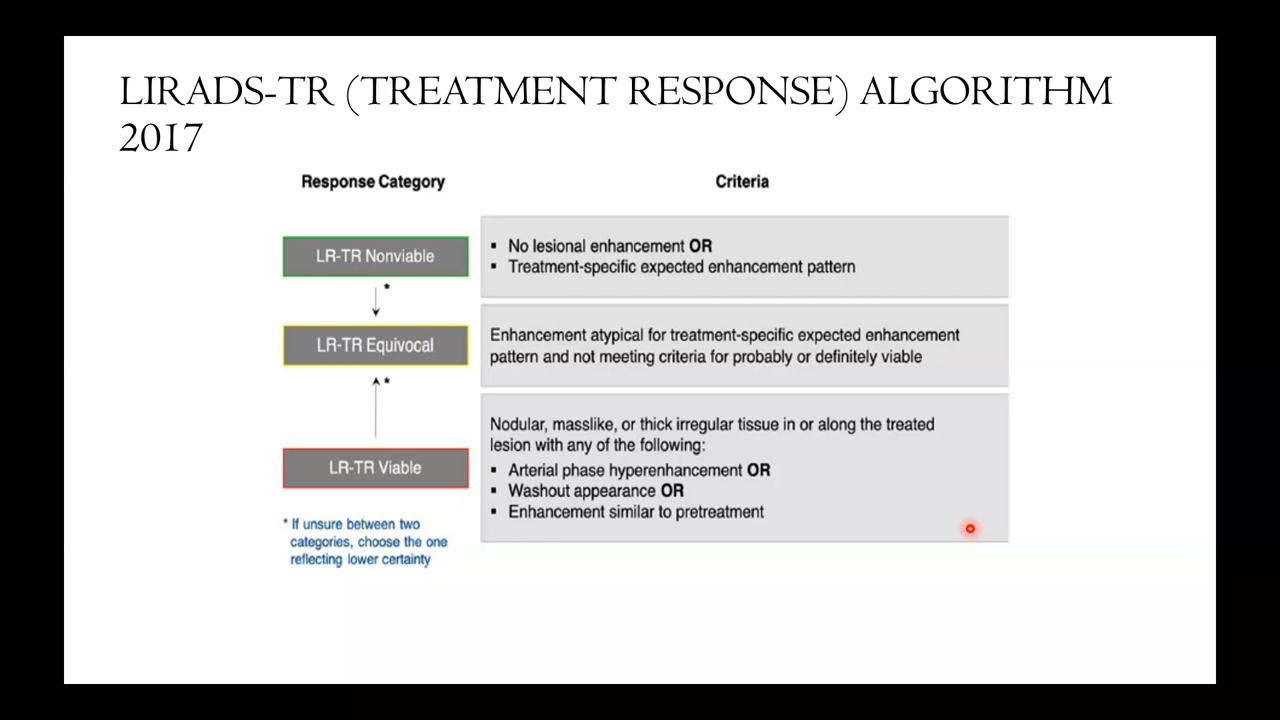 LIRADS-TR (TREATMENT RESPONSE) ALGORITHM
2017
Response Category
Criteria
LR-TR Nonviable
▪ No lesional enhancement OR
▪ Treatment-specific expected enhancement pattern
*
LR-TR Equivocal
Enhancement atypical for treatment-specific expected enhancement
pattern and not meeting criteria for probably or definitely viable
*
LR-TR Viable
Nodular, masslike, or thick irregular tissue in or along the treated
lesion with any of the following:
▪ Arterial phase hyperenhancement OR
▪ Washout appearance OR
▪ Enhancement similar to pretreatment
* If unsure between two
categories, choose the one
reflecting lower certainty